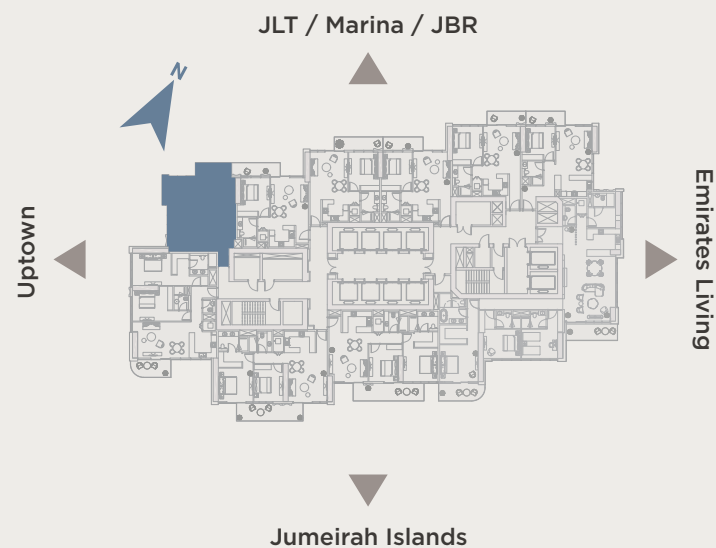 JLT / Marina / JBR
N
Uptown
Emirates Living
Jumeirah Islands